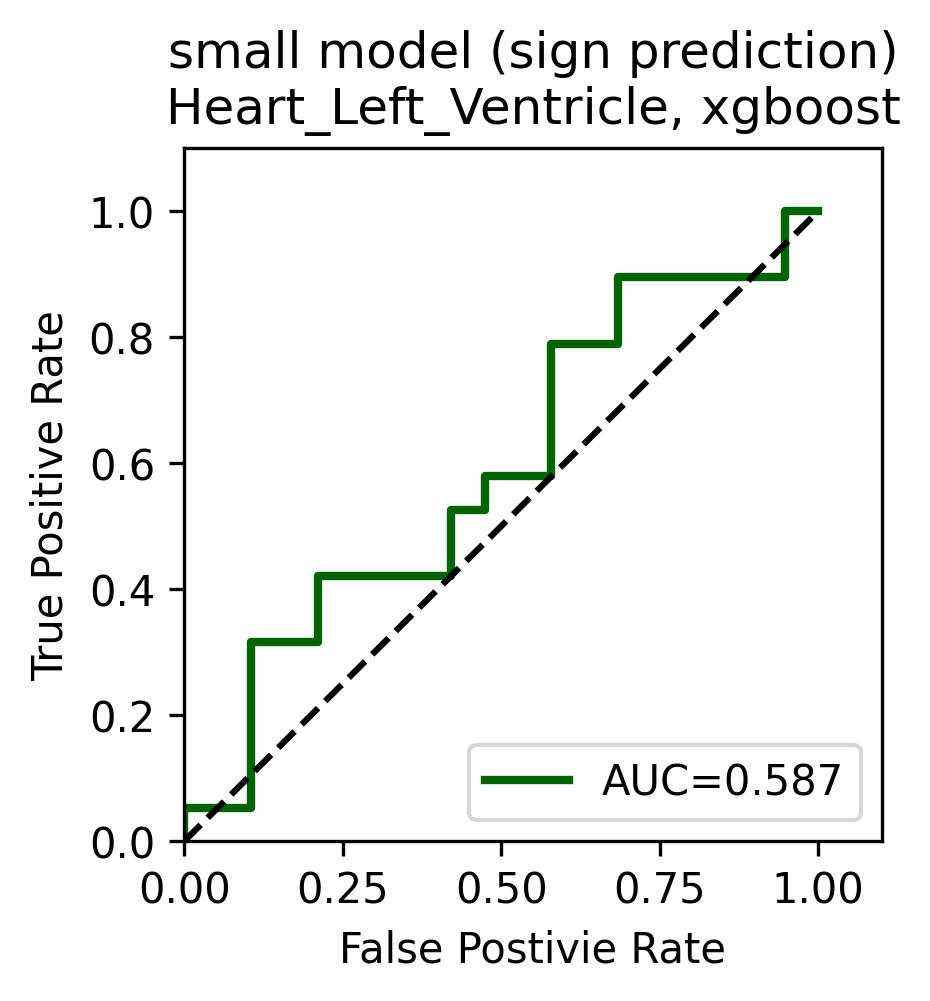 small model (sign prediction)
Heart_Left_Ventricle, xgboost
1.0
0.8
0.6
0.4
0.2
0.0
True Positive Rate
AUC=0.587
0.00 0.25 0.50 0.75 1.00
False Postivie Rate